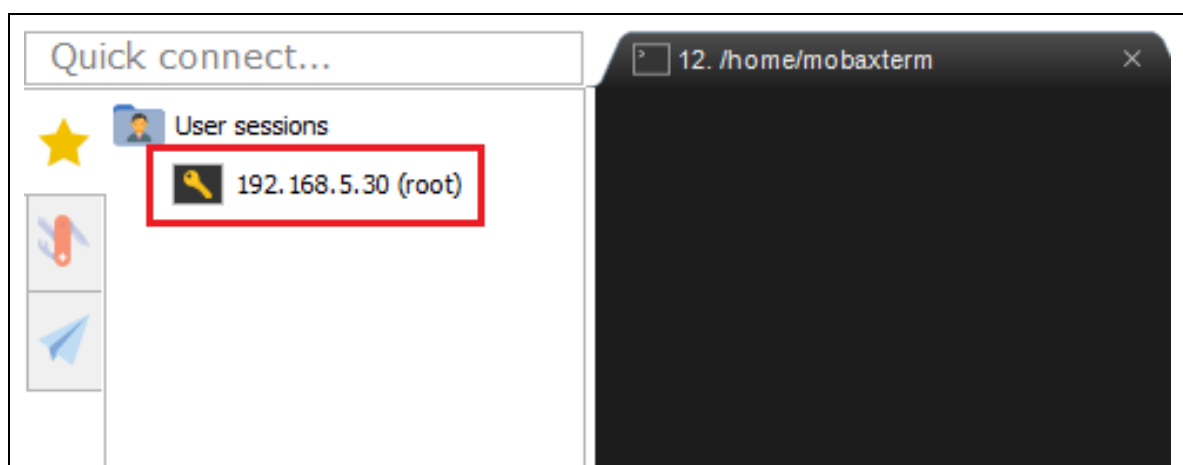 Quick connect...
12. /home/mobaxterm
User sessions
192.168.5.30 (root)